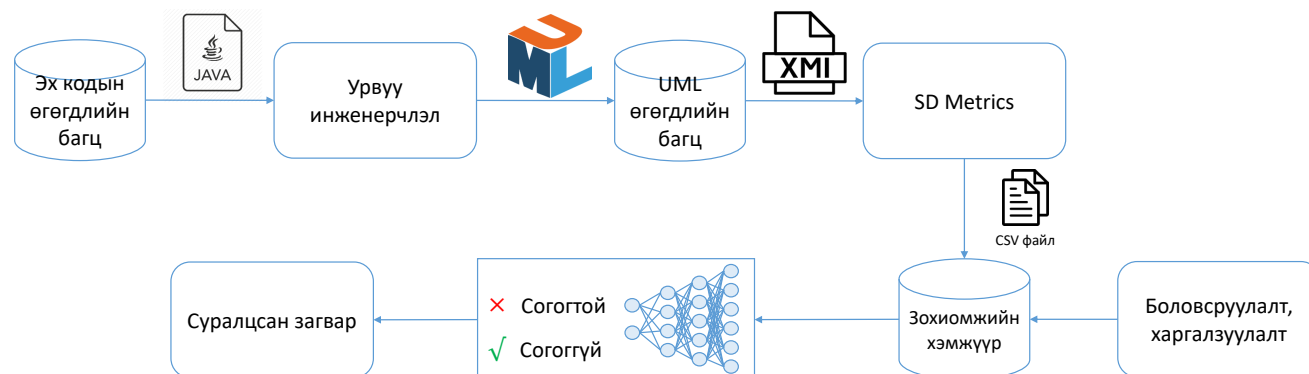 Эх кодын
өгөгдлийн
багц
JAVA
Урвуу
инженерчлэл
UML
UML
өгөгдлийн
багц
XMI
SD Metrics
CSV файл
Суралцсан загвар
× Согогтой
√ Согоггүй
Зохиомжийн
хэмжүүр
Боловсруулалт,
харгалзуулалт